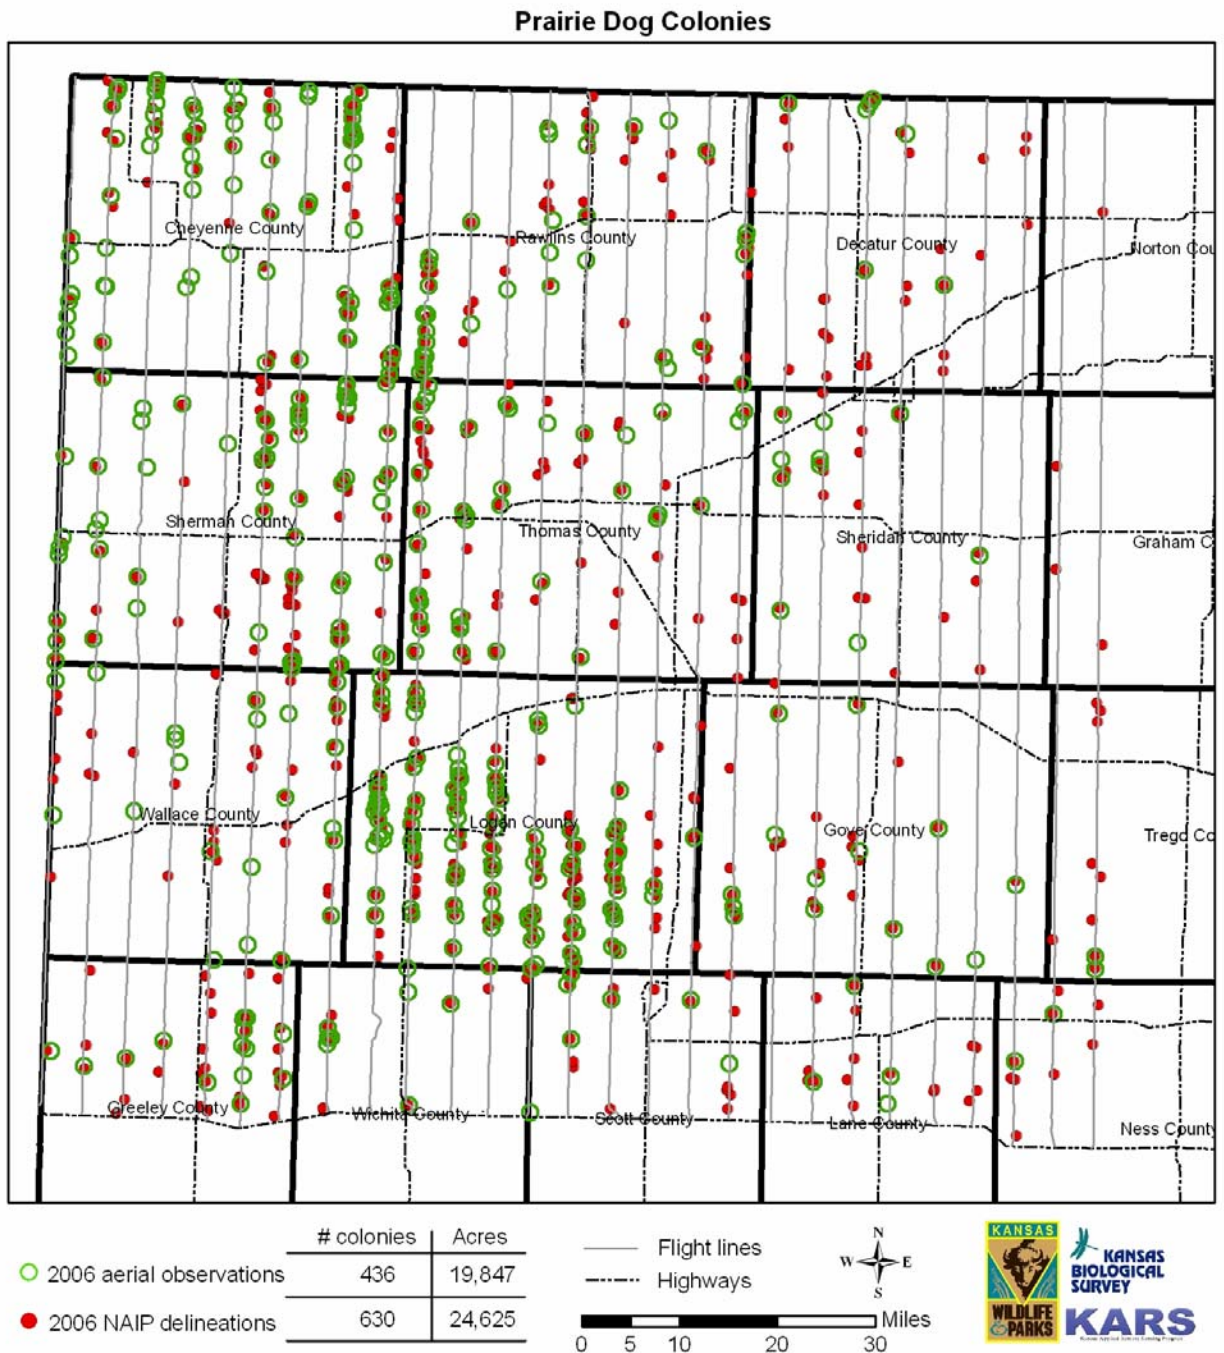 Prairie Dog Colonies
Cheyenne County
Rawlins County
Decatur County
Norton Cou
Sherman County
Thomas County
Sheridan County
Graham C
Wallace County
Logan County
Gove County
Trego Co
Greeley County
Wichita County
Scott County
Lane County
Ness County
# colonies Acres
2006 aerial observations 436 19,847
2006 NAIP delineations 630 24,625
Flight lines
Highways
Miles
0 5 10 20 30
N
W E
S
KANSAS
WILDLIFE
& PARKS
KANSAS
BIOLOGICAL
SURVEY
KARS